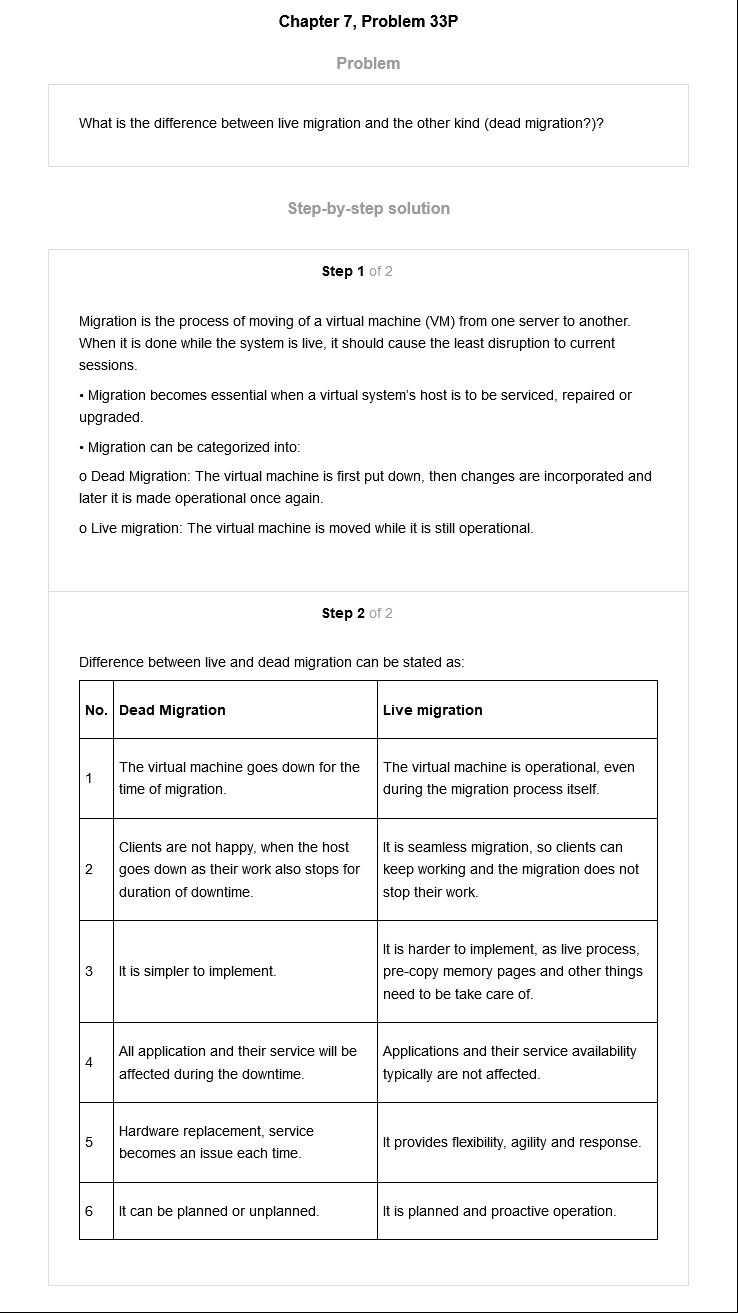 Chapter 7, Problem 33P
Problem
What is the difference between live migration and the other kind (dead migration?)?
Step-by-step solution
Step 1 of 2
Migration is the process of moving of a virtual machine (VM) from one server to another.
When it is done while the system is live, it should cause the least disruption to current
sessions.
• Migration becomes essential when a virtual system's host is to be serviced, repaired or
upgraded.
• Migration can be categorized into:
o Dead Migration: The virtual machine is first put down, then changes are incorporated and
later it is made operational once again.
o Live migration: The virtual machine is moved while it is still operational.
Step 2 of 2
Difference between live and dead migration can be stated as:
No. Dead Migration Live migration
1
The virtual machine goes down for the
time of migration.
The virtual machine is operational, even
during the migration process itself.
2
Clients are not happy, when the host
goes down as their work also stops for
duration of downtime.
It is seamless migration, so clients can
keep working and the migration does not
stop their work.
3
It is simpler to implement.
It is harder to implement, as live process,
pre-copy memory pages and other things
need to be take care of.
4
All application and their service will be
affected during the downtime.
Applications and their service availability
typically are not affected.
5
Hardware replacement, service
becomes an issue each time.
It provides flexibility, agility and response.
6
It can be planned or unplanned.
It is planned and proactive operation.